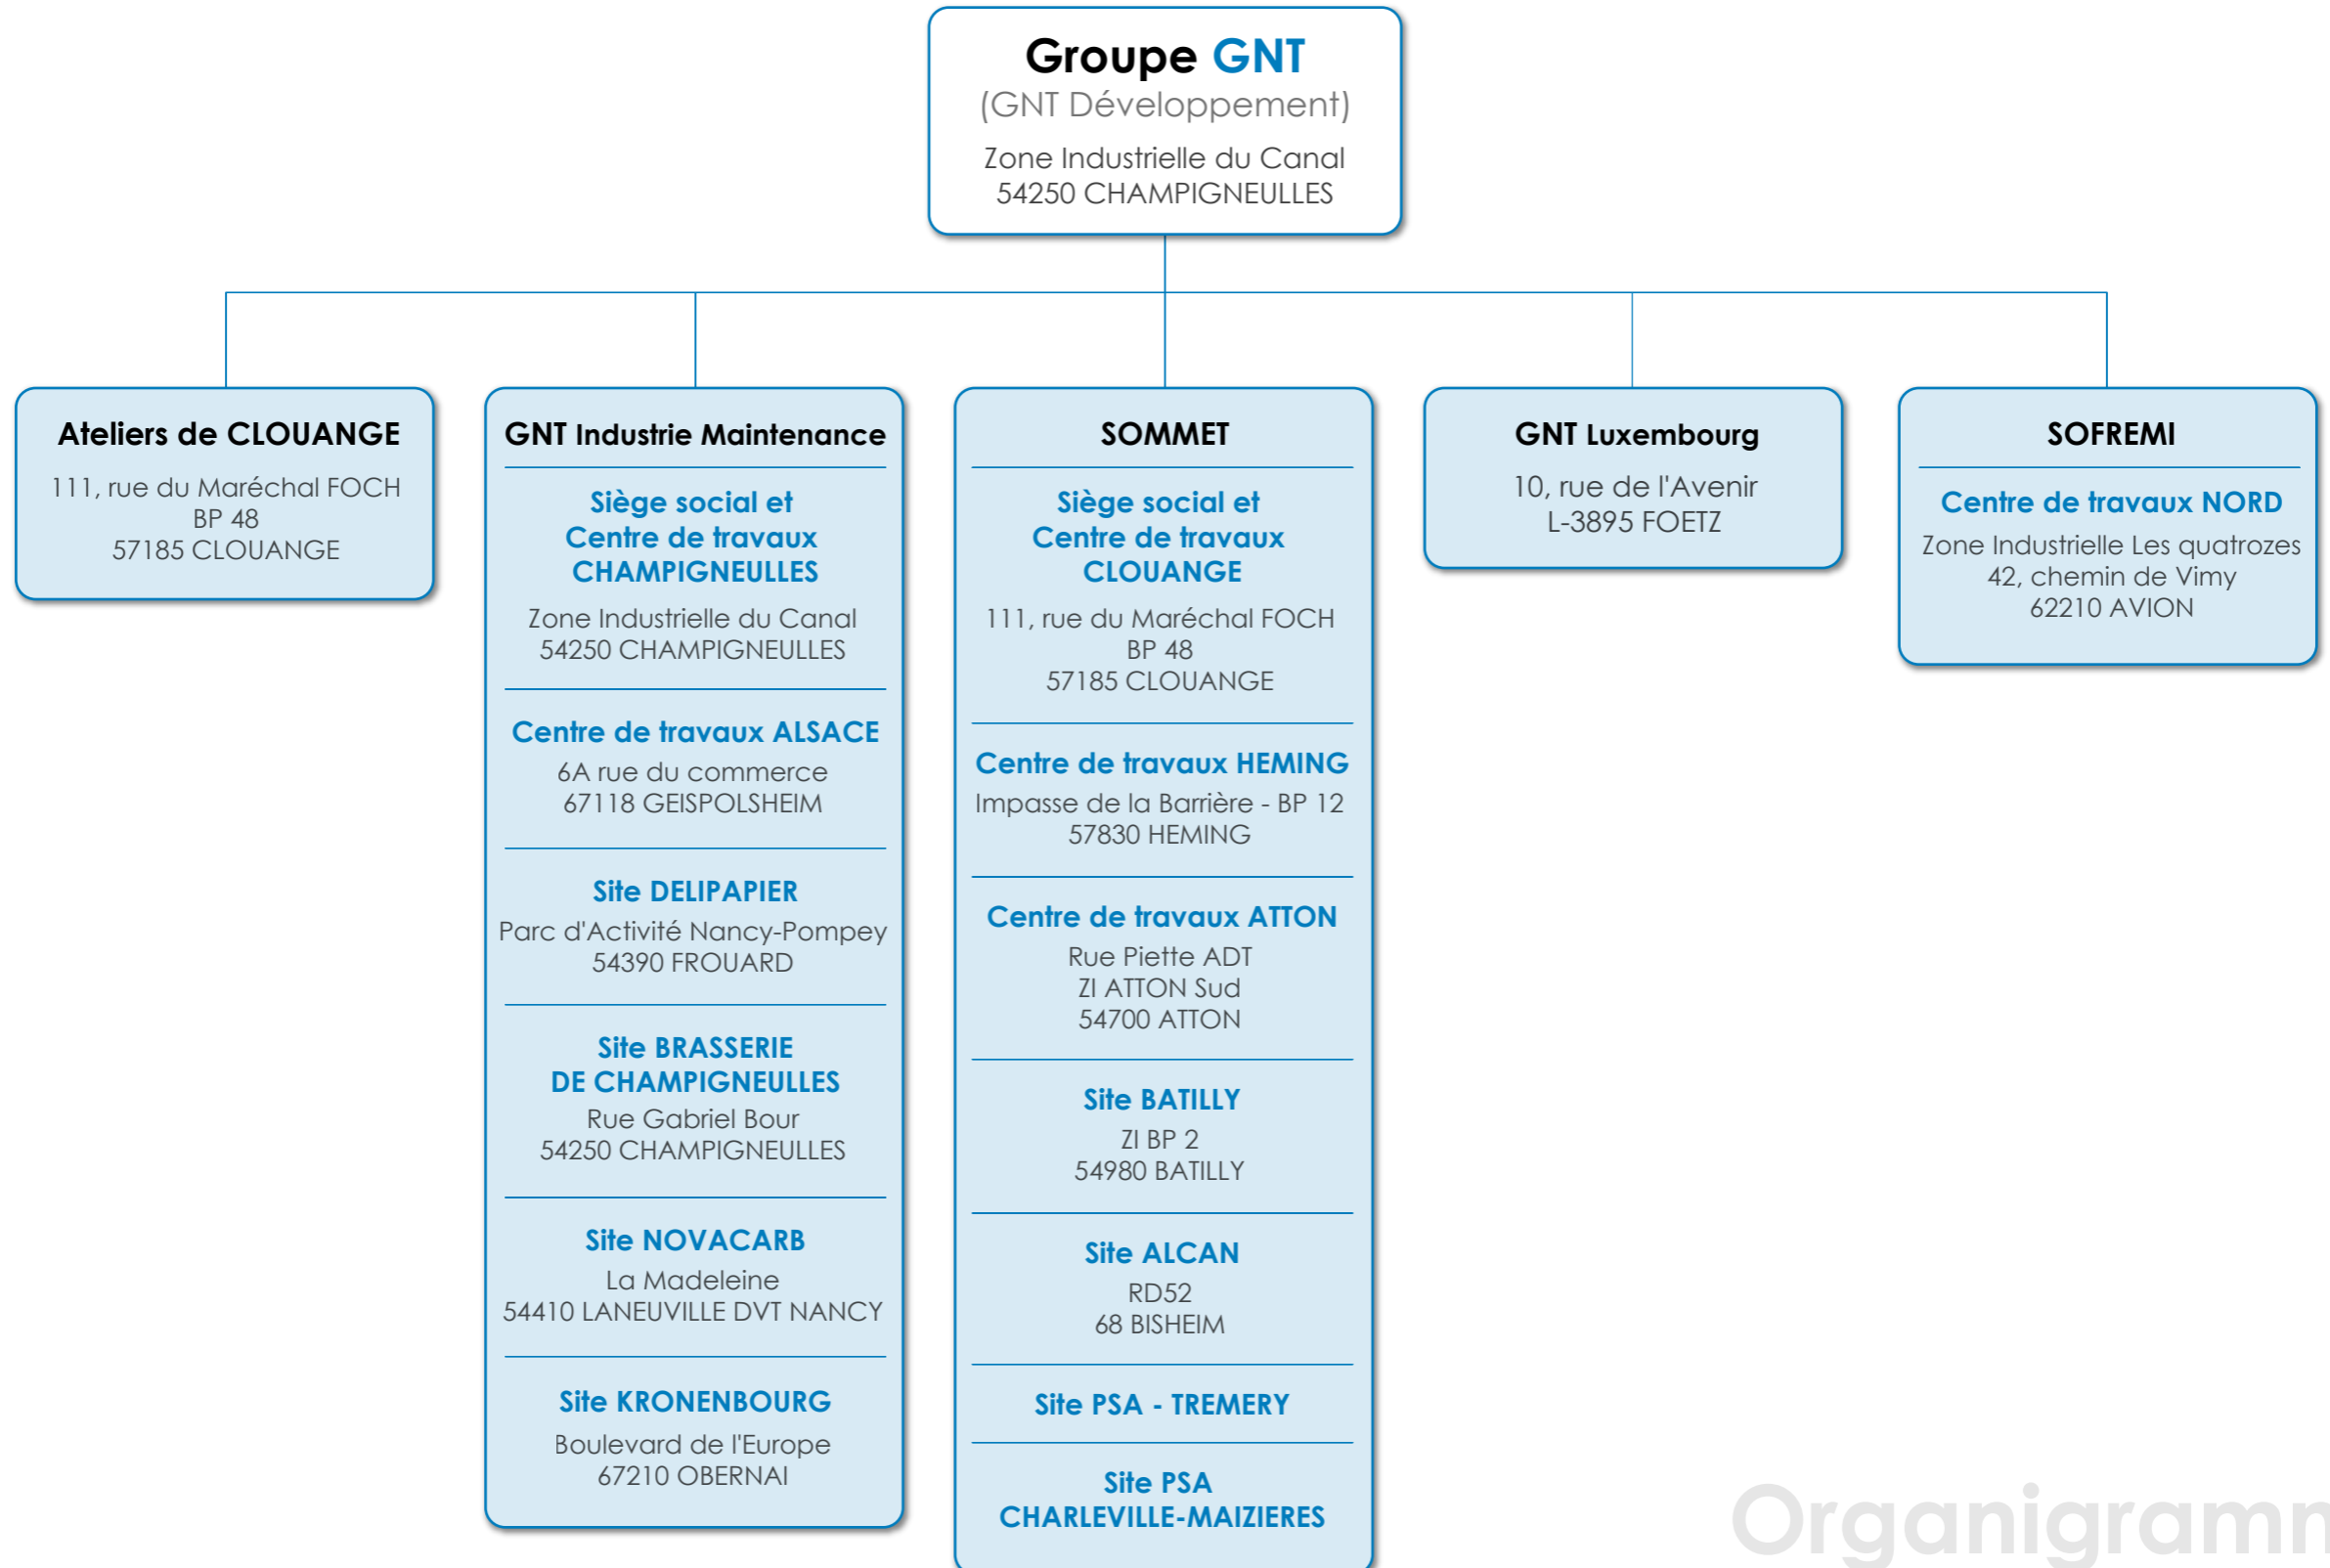 Groupe GNT
(GNT Développement)
Zone Industrielle du Canal
54250 CHAMPIGNEULLES
Ateliers de CLOUANGE
111, rue du Maréchal FOCH
BP 48
57185 CLOUANGE
GNT Industrie Maintenance
Siège social et
Centre de travaux
CHAMPIGNEULLES
Zone Industrielle du Canal
54250 CHAMPIGNEULLES
Centre de travaux ALSACE
6A rue du commerce
67118 GEISPOLSHEIM
Site DELIPAPIER
Parc d'Activité Nancy-Pompey
54390 FROUARD
Site BRASSERIE
DE CHAMPIGNEULLES
Rue Gabriel Bour
54250 CHAMPIGNEULLES
Site NOVACARB
La Madeleine
54410 LANEUVILLE DVT NANCY
Site KRONENBOURG
Boulevard de l'Europe
67210 OBERNAI
SOMMET
Siège social et
Centre de travaux
CLOUANGE
111, rue du Maréchal FOCH
BP 48
57185 CLOUANGE
Centre de travaux HEMING
Impasse de la Barrière - BP 12
57830 HEMING
Centre de travaux ATTON
Rue Piette ADT
ZI ATTON Sud
54700 ATTON
Site BATILLY
ZI BP 2
54980 BATILLY
Site ALCAN
RD52
68 BISHEIM
Site PSA - TREMERY
Site PSA
CHARLEVILLE-MAIZIERES
GNT Luxembourg
10, rue de l'Avenir
L-3895 FOETZ
SOFREMI
Centre de travaux NORD
Zone Industrielle Les quatrozes
42, chemin de Vimy
62210 AVION